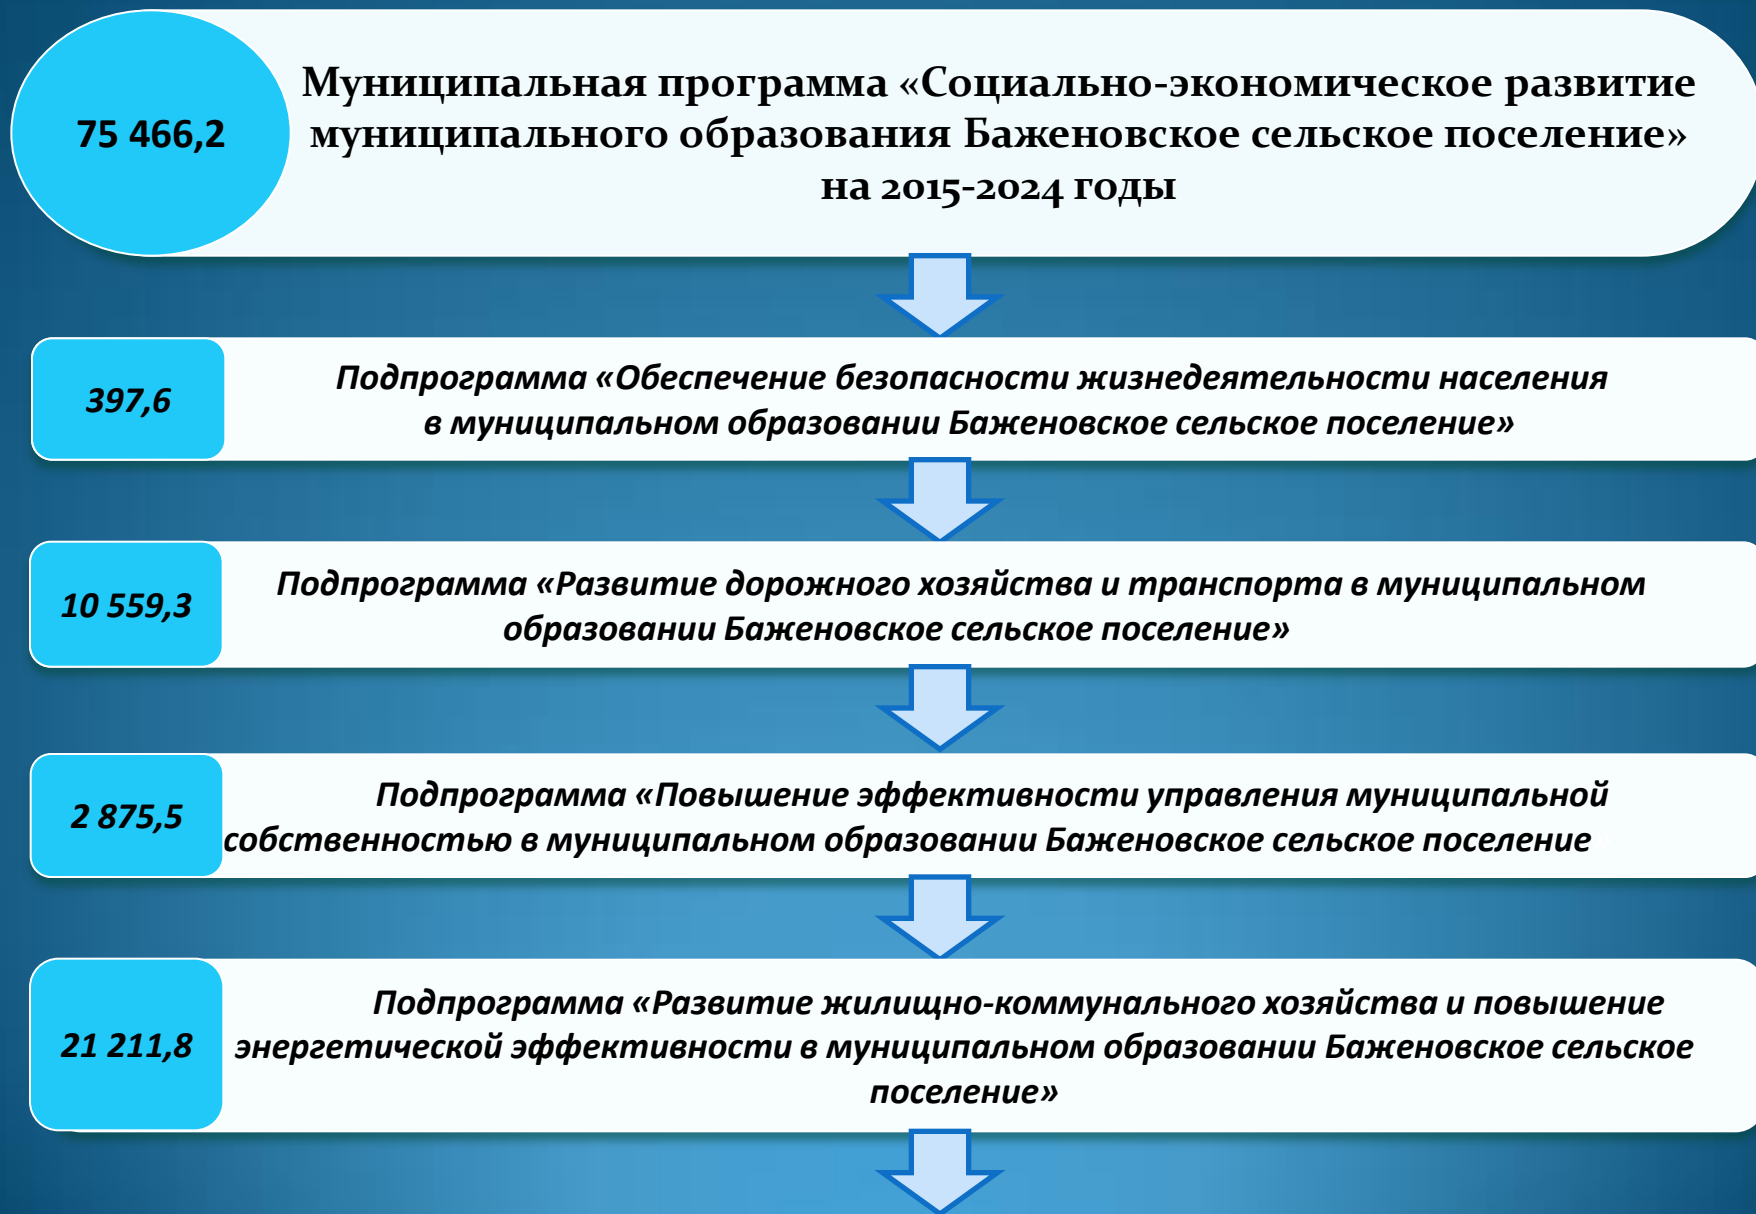 75 466,2
Муниципальная программа «Социально-экономическое развитие
муниципального образования Баженовское сельское поселение»
на 2015-2024 годы
397,6
Подпрограмма «Обеспечение безопасности жизнедеятельности населения
в муниципальном образовании Баженовское сельское поселение»
10 559,3
Подпрограмма «Развитие дорожного хозяйства и транспорта в муниципальном
образовании Баженовское сельское поселение»
2 875,5
Подпрограмма «Повышение эффективности управления муниципальной
собственностью в муниципальном образовании Баженовское сельское поселение
21 211,8
Подпрограмма «Развитие жилищно-коммунального хозяйства и повышение
энергетической эффективности в муниципальном образовании Баженовское сельское
поселение»